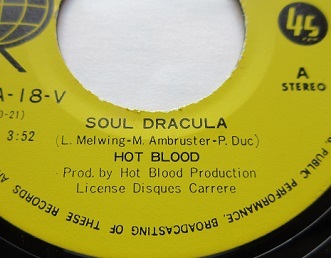 45
A
STEREO
A-18-V
0-21)
3:52
SOUL DRACULA
(L. Melwing-M. Ambruster-P. Duc)
HOT BLOOD
Prod. by Hot Blood Production
License Disques Carrere
PUBLIC PERFORMANCE, BROADCASTING OF THESE RECORDS